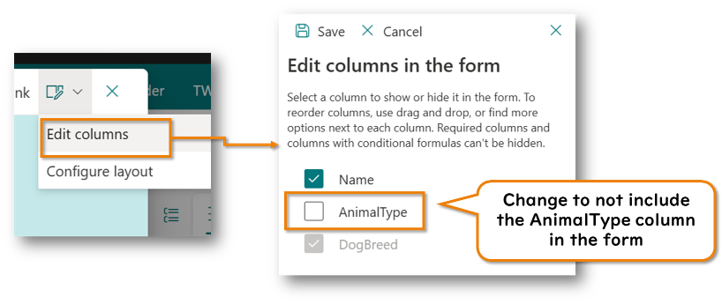 Save
Cancel
Edit columns in the form
Select a column to show or hide it in the form. To
reorder columns, use drag and drop, or find more
options next to each column. Required columns and
columns with conditional formulas can't be hidden.
Name
AnimalType
DogBreed
nk
der
TW
Edit columns
Configure layout
Change to not include
the AnimalType column
in the form